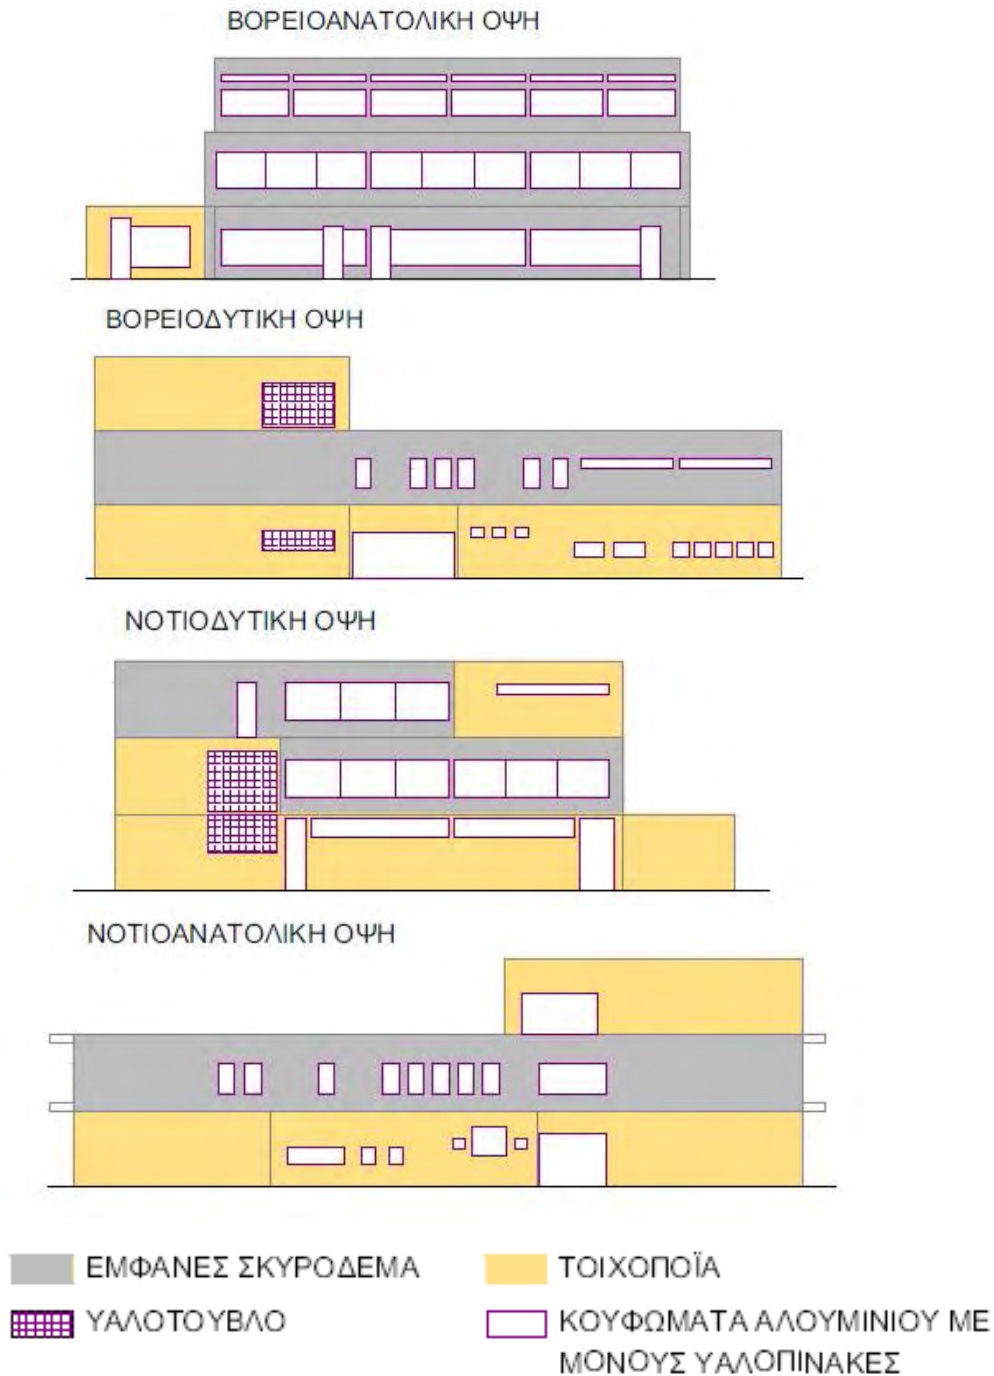 ΒΟΡΕΙΟΑΝΑΤΟΛΙΚΗ ΟΨΗ
ΒΟΡΕΙΟΔΥΤΙΚΗ ΟΨΗ
ΝΟΤΙΟΔΥΤΙΚΗ ΟΨΗ
ΝΟΤΙΟΑΝΑΤΟΛΙΚΗ ΟΨΗ
ΕΜΦΑΝΕΣ ΣΚΥΡΟΔΕΜΑ
ΤΟΙΧΟΠΟΪΑ
ΥΑΛΟΤΟΥΒΛΟ
ΚΟΥΦΩΜΑΤΑ ΑΛΟΥΜΙΝΙΟΥ ΜΕ
ΜΟΝΟΥΣ ΥΑΛΟΠΙΝΑΚΕΣ